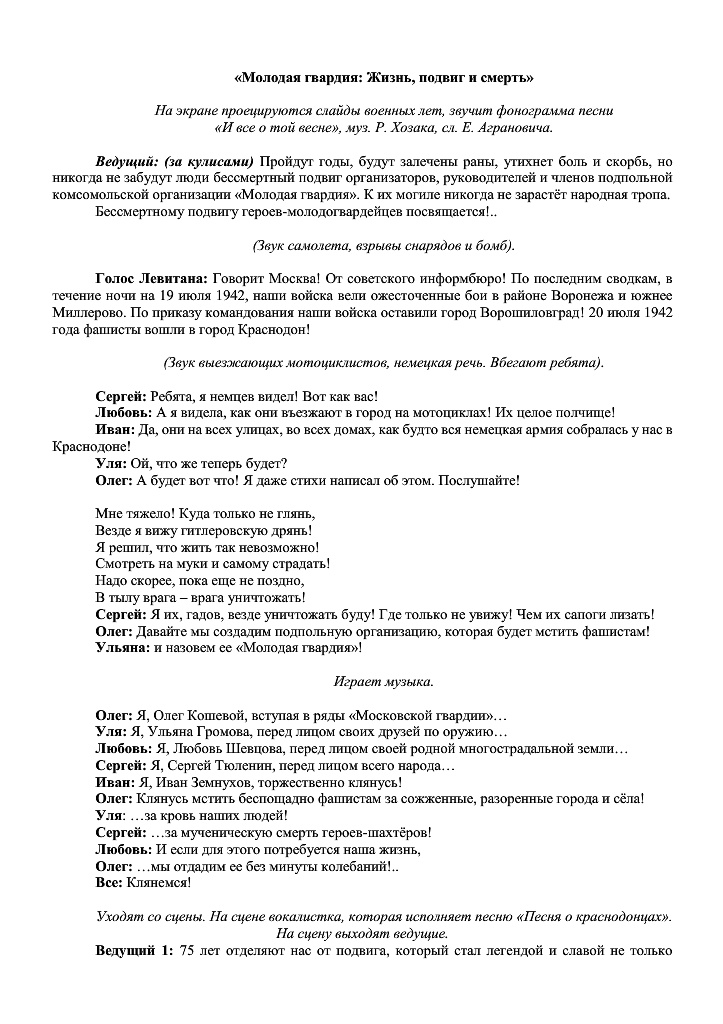 «Молодая гвардия: Жизнь, подвиг и смерть»
На экране проецируются слайды военных лет, звучит фонограмма песни
«И все о той весне», муз. Р. Хозака, сл. Е. Аграновича.
Ведущий: (за кулисами) Пройдут годы, будут залечены раны, утихнет боль и скорбь, но
никогда не забудут люди бессмертный подвиг организаторов, руководителей и членов подпольной
комсомольской организации «Молодая гвардия». К их могиле никогда не зарастёт народная тропа.
Бессмертному подвигу героев-молодогвардейцев посвящается!..
(Звук самолета, взрывы снарядов и бомб).
Голос Левитана: Говорит Москва! От советского информбюро! По последним сводкам, в
течение ночи на 19 июля 1942, наши войска вели ожесточенные бои в районе Воронежа и южнее
Миллерово. По приказу командования наши войска оставили город Ворошиловград! 20 июля 1942
года фашисты вошли в город Краснодон!
(Звук выезжающих мотоциклистов, немецкая речь. Вбегают ребята).
Сергей: Ребята, я немцев видел! Вот как вас!
Любовь: А я видела, как они въезжают в город на мотоциклах! Их целое полчище!
Иван: Да, они на всех улицах, во всех домах, как будто вся немецкая армия собралась у нас в
Краснодоне!
Уля: Ой, что же теперь будет?
Олег: А будет вот что! Я даже стихи написал об этом. Послушайте!
Мне тяжело! Куда только не глянь,
Везде я вижу гитлеровскую дрянь!
Я решил, что жить так невозможно!
Смотреть на муки и самому страдать!
Надо скорее, пока еще не поздно,
В тылу врага – врага уничтожать!
Сергей: Я их, гадов, везде уничтожать буду! Где только не увижу! Чем их сапоги лизать!
Олег: Давайте мы создадим подпольную организацию, которая будет мстить фашистам!
Ульяна: и назовем ее «Молодая гвардия»!
Играет музыка.
Олег: Я, Олег Кошевой, вступая в ряды «Московской гвардии»…
Уля: Я, Ульяна Громова, перед лицом своих друзей по оружию…
Любовь: Я, Любовь Шевцова, перед лицом своей родной многострадальной земли…
Сергей: Я, Сергей Тюленин, перед лицом всего народа…
Иван: Я, Иван Земнухов, торжественно клянусь!
Олег: Клянусь мстить беспощадно фашистам за сожженные, разоренные города и сёла!
Уля: …за кровь наших людей!
Сергей: …за мученическую смерть героев-шахтёров!
Любовь: И если для этого потребуется наша жизнь,
Олег: …мы отдадим ее без минуты колебаний!..
Все: Клянемся!
Уходят со сцены. На сцене вокалистка, которая исполняет песню «Песня о краснодонцах».
На сцену выходят ведущие.
Ведущий 1: 75 лет отделяют нас от подвига, который стал легендой и славой не только